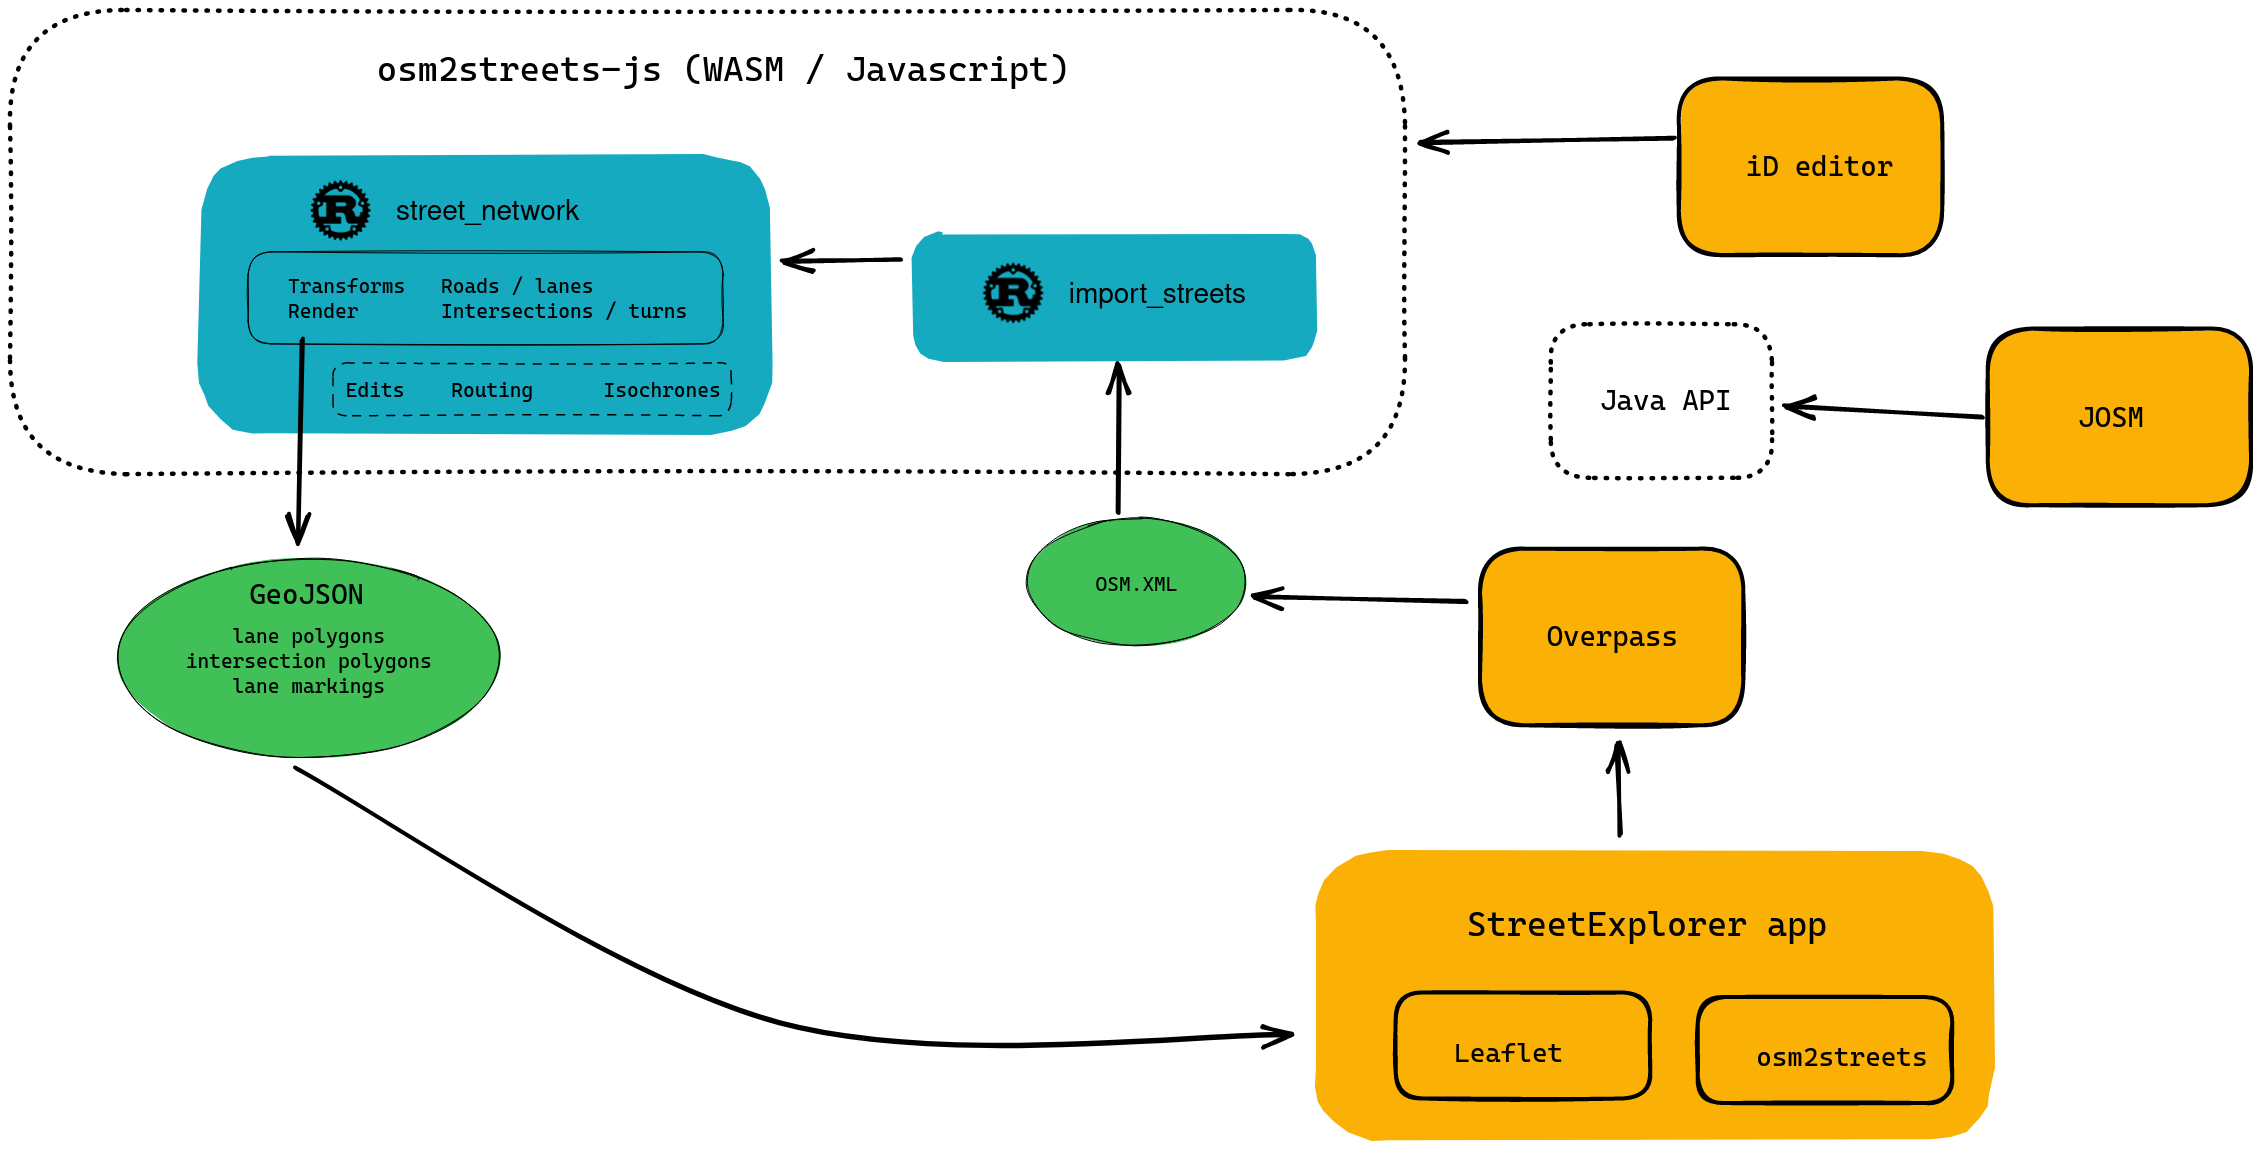 osm2streets-js (WASM / Javascript)
iD editor
R street_network
Transforms Roads / lanes
Render Intersections / turns
Edits Routing Isochrones
R import_streets
Java API
JOSM
GeoJSON
lane polygons
intersection polygons
lane markings
OSM.XML
Overpass
StreetExplorer app
Leaflet
osm2streets